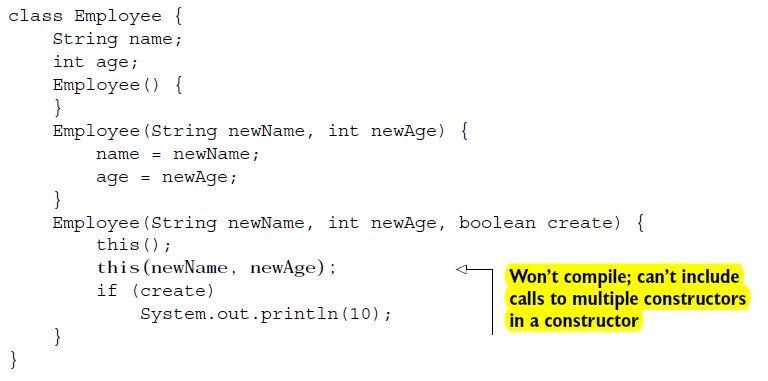 class Employee {
    String name;
    int age;
    Employee() {
    }
    Employee(String newName, int newAge) {
        name = newName;
        age = newAge;
    }
    Employee(String newName, int newAge, boolean create) {
        this();
        this(newName, newAge);
        if (create)
            System.out.println(10);
    }
}
Won’t compile; can’t include
calls to multiple constructors
in a constructor